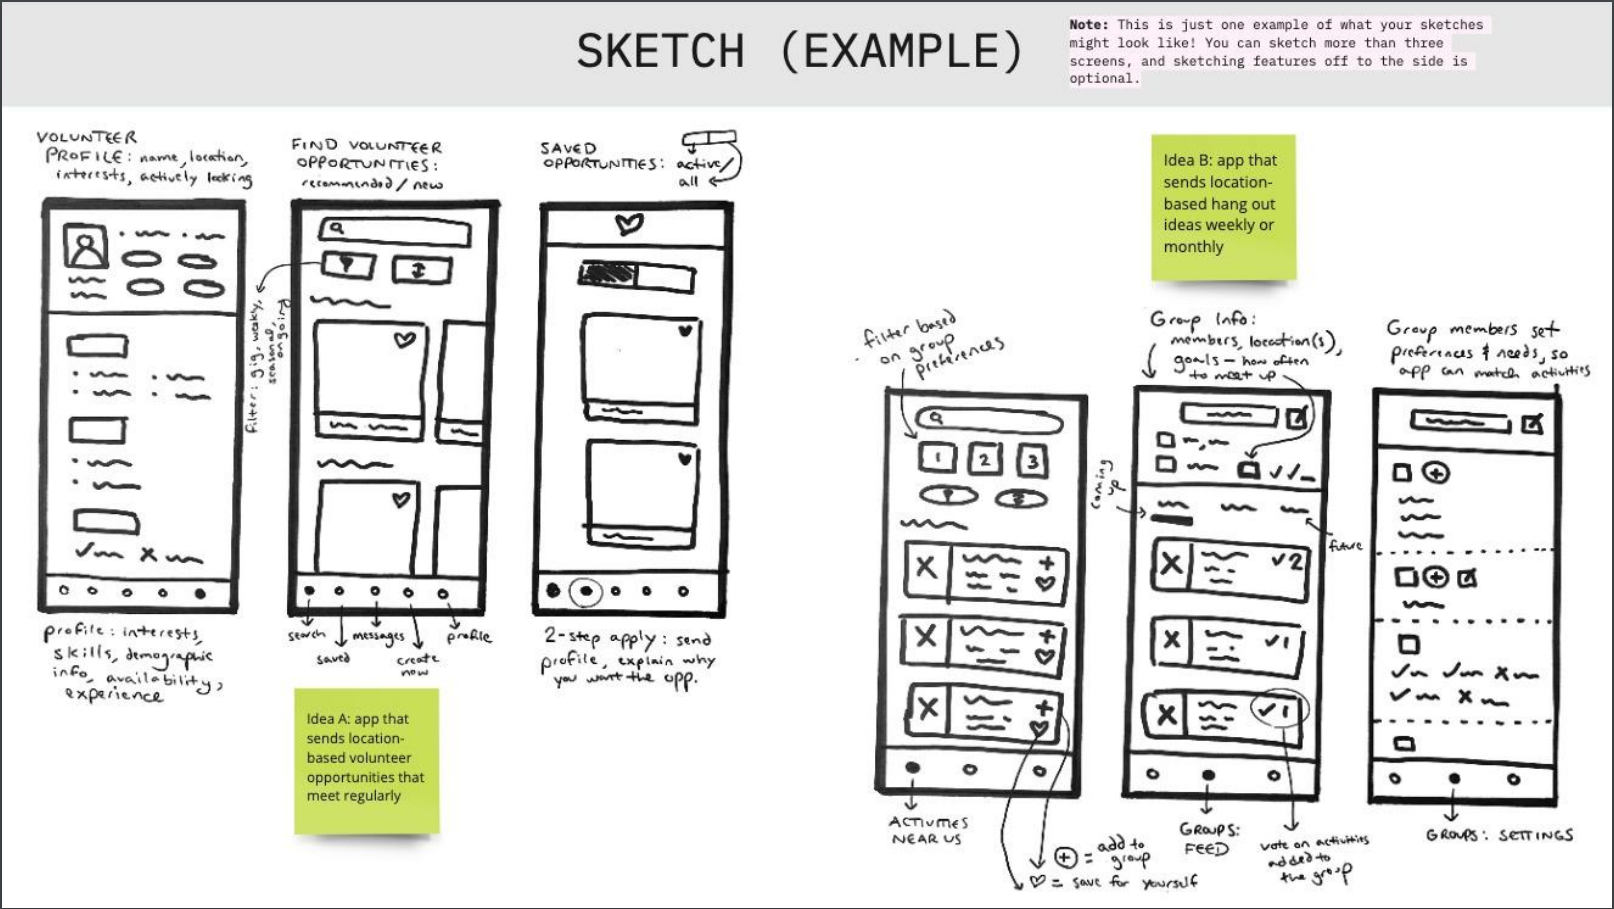 SKETCH (EXAMPLE)
Note: This is just one example of what your sketches
might look like! You can sketch more than three
screens, and sketching features off to the side is
optional.
VOLUNTEER
PROFILE: name, location,
interests, actively looking
FIND VOLUNTEER
OPPORTUNITIES:
recommended/new
SAVED
OPPORTUNITIES: active/
all
filter: gig, weekly,
seasonal,
ongoing
profile: interests,
skills, demographic
info, availability,
experience
search
saved
messages
create
now
profile
2-step apply: send
profile, explain why
you want the opp.
Idea A: app that
sends location-
based volunteer
opportunities that
meet regularly
Idea B: app that
sends location-
based hang out
ideas weekly or
monthly
filter based
on group
preferences
Group Info:
members, location(s),
goals - how often
to meet up
Group members set
preferences & needs, so
app can match activities
1 2 3
coming
up
future
✓2
✓1
✓1
ACTIVITIES
NEAR US
+ = add to
group
♡ = save for yourself
GROUPS:
FEED
vote on activities
added to
the group
GROUPS: SETTINGS